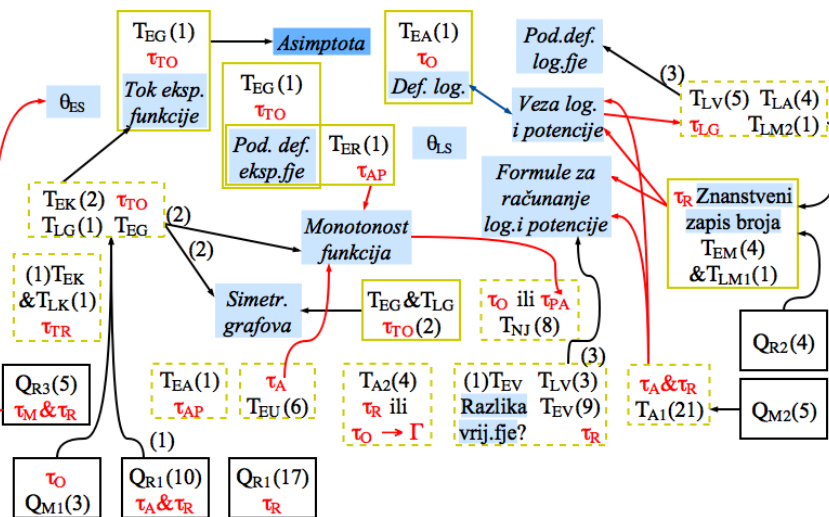 T_EG(1)
τ_TO
Tok eksp.
funkcije
Asimptota
T_EA(1)
τ_O
Def. log.
Pod.def.
log.fje
(3)
θ_ES
T_EG(1)
τ_TO
Pod. def.
eksp.fje
T_ER(1)
τ_AP
θ_LS
Veza log.
i potencije
T_LV(5) T_LA(4)
τ_LG T_LM2(1)
T_EK(2) τ_TO
T_LG(1) T_EG
(2)
(2)
Monotonost
funkcija
Formule za
računanje
log.i potencije
τ_R Znanstveni
zapis broja
T_EM(4)
&T_LM1(1)
(1)T_EK
&T_LK(1)
τ_TR
Simetr.
grafova
T_EG&T_LG
τ_TO(2)
τ_O ili τ_PA
T_NJ(8)
(3)
Q_R2(4)
Q_R3(5)
τ_M&τ_R
T_EA(1)
τ_AP
τ_A
T_EU(6)
T_A2(4)
τ_R ili
τ_O → Γ
(1)T_EV T_LV(3)
Razlika T_EV(9)
vrij.fje? τ_R
τ_A&τ_R
T_A1(21)
Q_M2(5)
(1)
τ_O
Q_M1(3)
Q_R1(10)
τ_A&τ_R
Q_R1(17)
τ_R